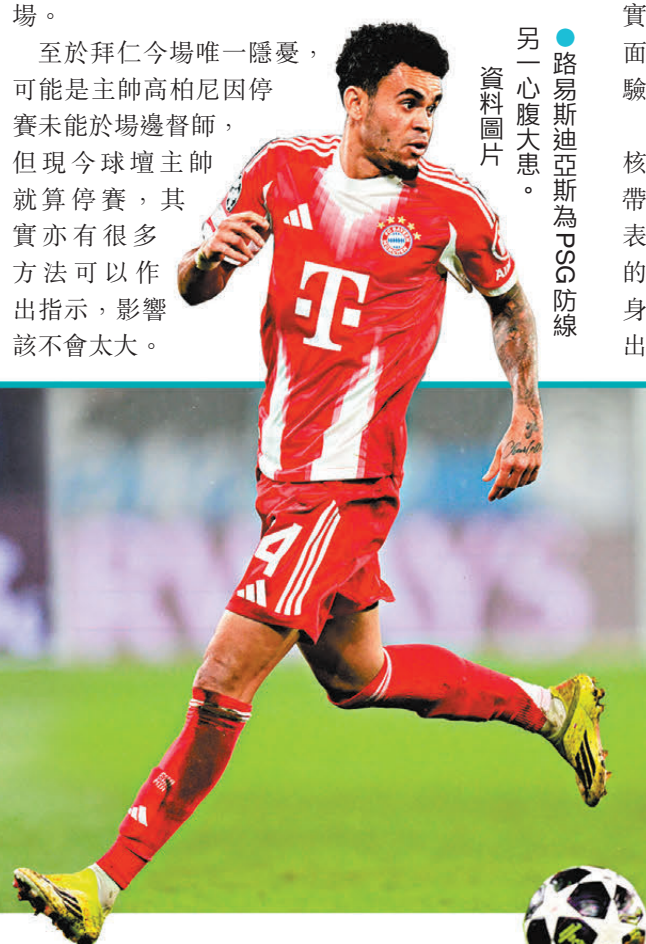 場。
至於拜仁今場唯一隱憂，
可能是主帥高柏尼因停
賽未能於場邊督師，
但現今球壇主帥
就算停賽，其
實亦有很多
方法可以作
出指示，影響
該不會太大。
●路易斯迪亞斯為PSG防線
另一心腹大患。
資料圖片
實
面
驗
核
帶
表
的
身
出
T
4